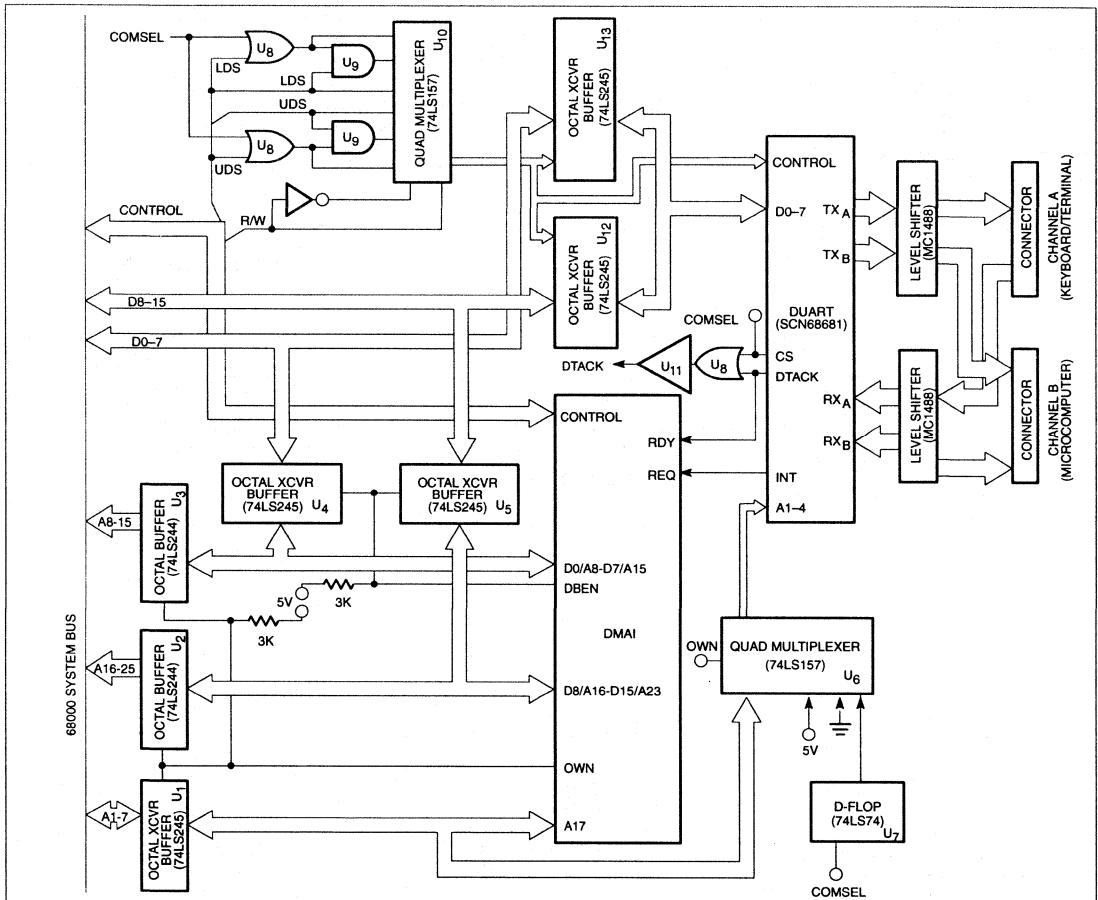 COMSEL
LDS
U8
U9
LDS
UDS
U8
U9
UDS
R/W
QUAD MULTIPLEXER
(74LS157)
U10
OCTAL XCVR
BUFFER
(74LS245)
U13
OCTAL XCVR
BUFFER
(74LS245)
U12
CONTROL
D8–15
D0–7
CONTROL
D0–7
TXA
TXB
DUART
(SCN68681)
CS
DTACK
RXA
RXB
INT
A1–4
LEVEL SHIFTER
(MC1488)
CONNECTOR
CHANNEL A
(KEYBOARD/TERMINAL)
LEVEL SHIFTER
(MC1488)
CONNECTOR
CHANNEL B
(MICROCOMPUTER)
COMSEL
DTACK
U11
U8
CONTROL
RDY
REQ
D0/A8-D7/A15
DBEN
DMAI
D8/A16-D15/A23
OWN
A17
OCTAL XCVR
BUFFER
(74LS245)
U4
OCTAL XCVR
BUFFER
(74LS245)
U5
A8-15
OCTAL BUFFER
(74LS244)
U3
5V
3K
3K
A16-25
OCTAL BUFFER
(74LS244)
U2
68000 SYSTEM BUS
A1-7
OCTAL XCVR
BUFFER
(74LS245)
U1
OWN
QUAD MULTIPLEXER
(74LS157)
U6
5V
D-FLOP
(74LS74)
U7
COMSEL